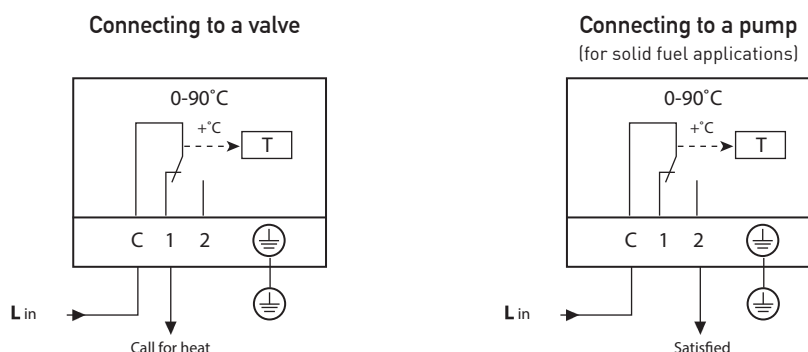 Connecting to a valve
0-90˚C
+˚C
T
C 1 2
L in
Call for heat
Connecting to a pump
(for solid fuel applications)
0-90˚C
+˚C
T
C 1 2
L in
Satisfied